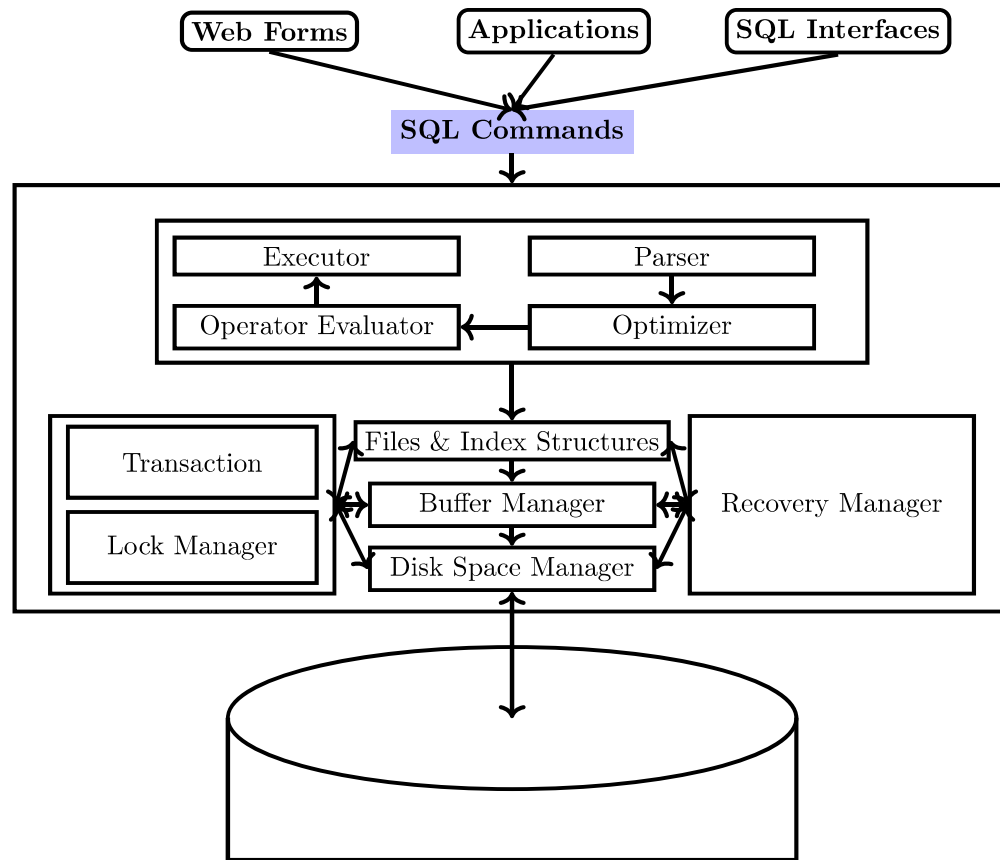 Web Forms
Applications
SQL Interfaces
SQL Commands
Executor
Parser
Operator Evaluator
Optimizer
Files & Index Structures
Transaction
Buffer Manager
Recovery Manager
Lock Manager
Disk Space Manager